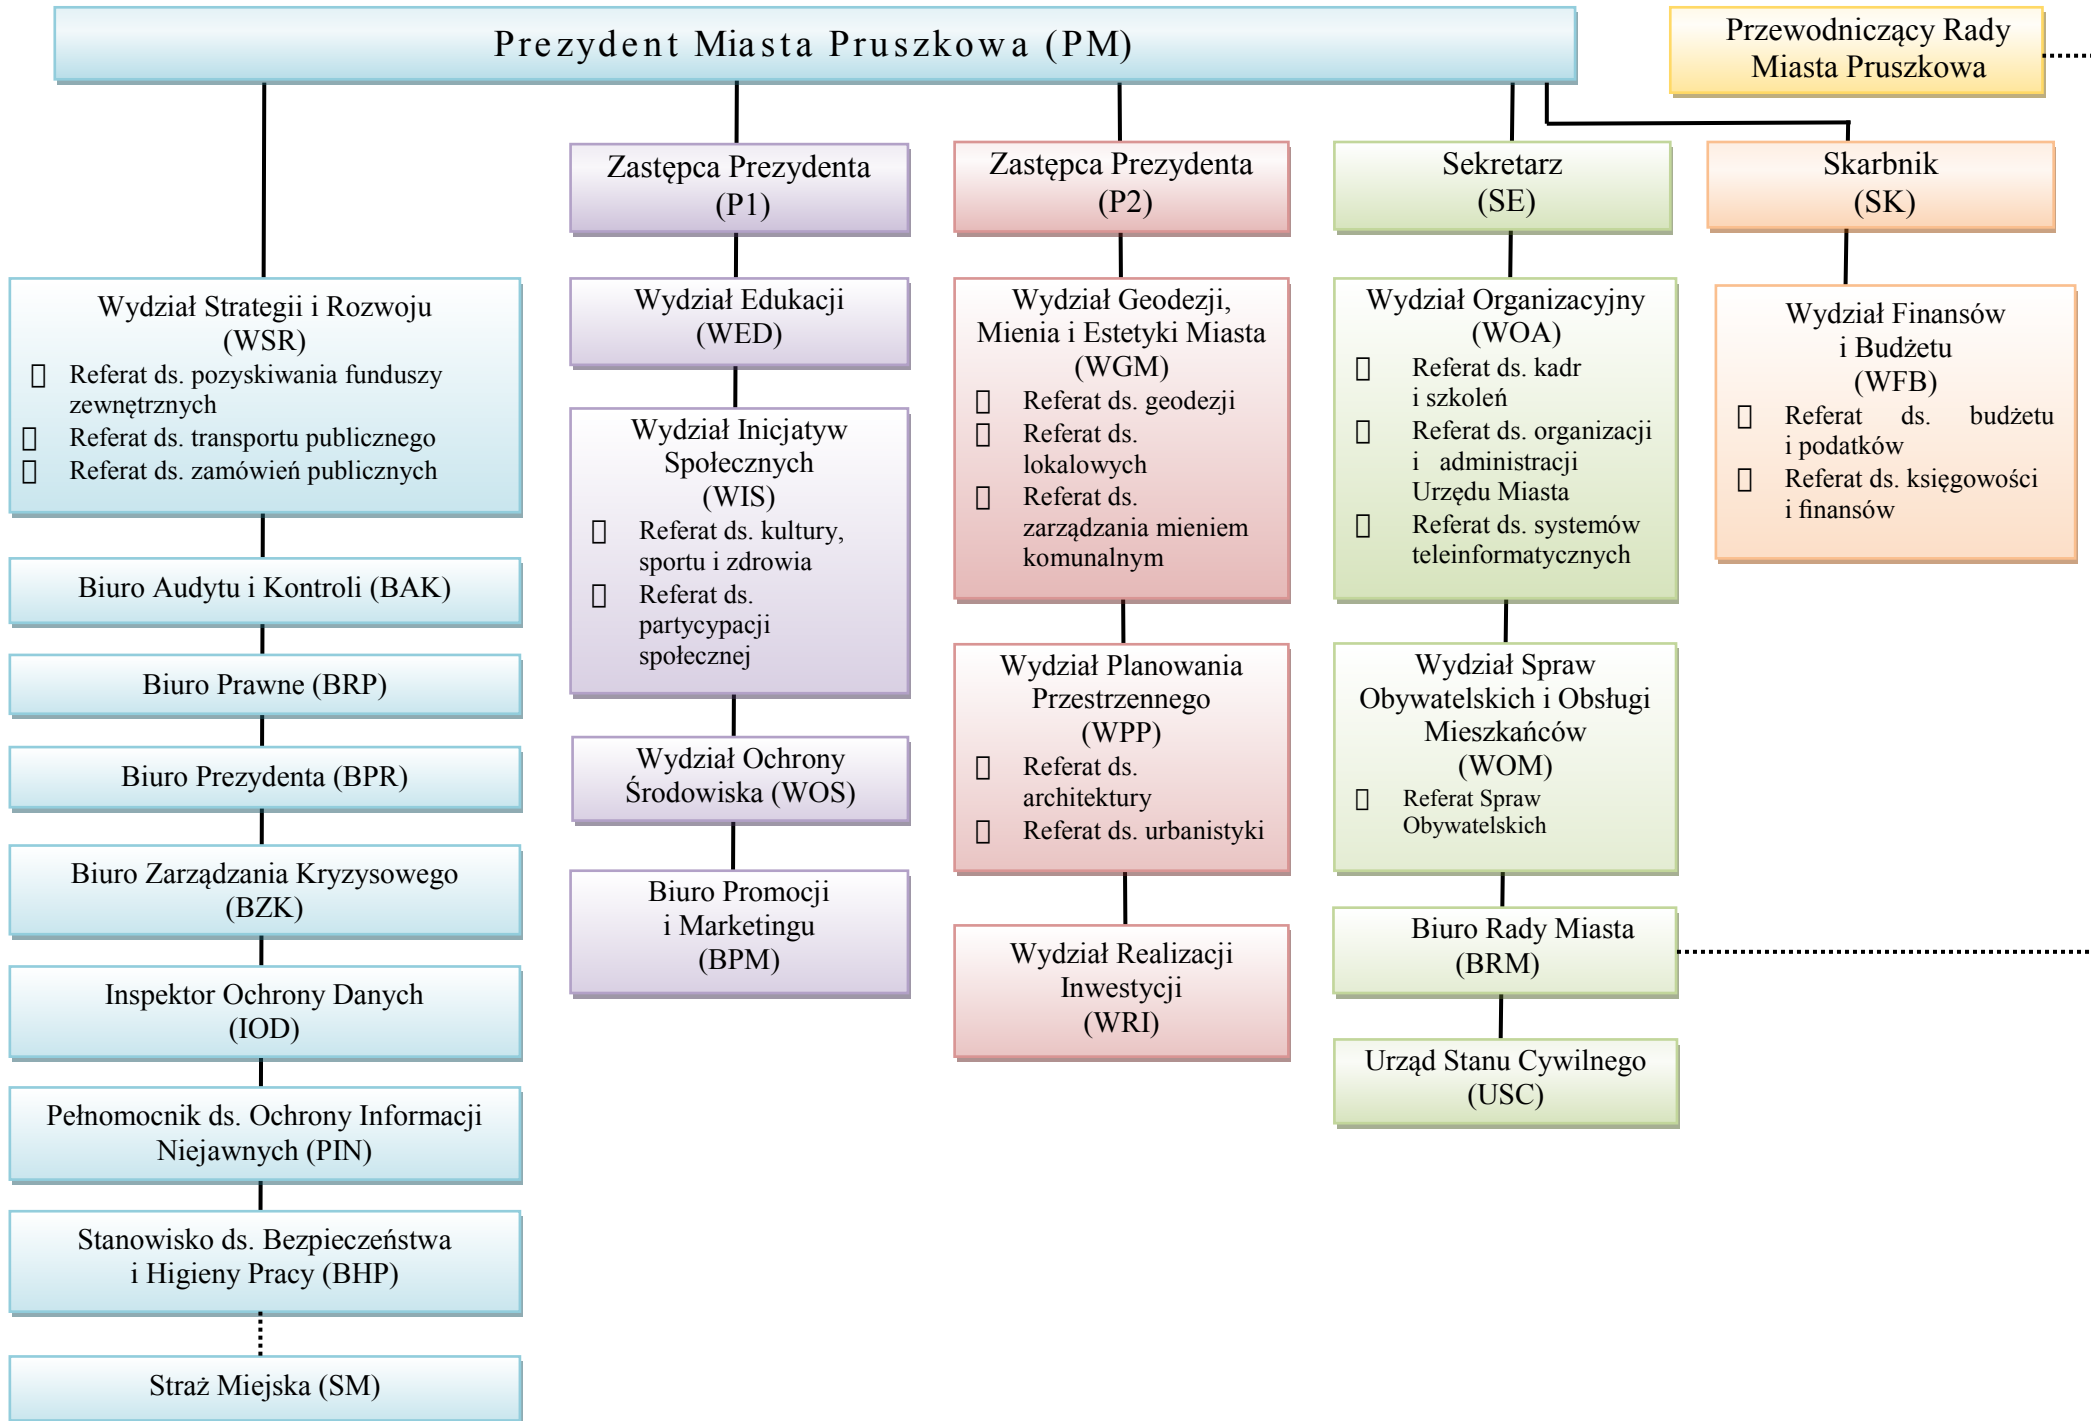 Prezydent Miasta Pruszkowa (PM)
Przewodniczący Rady
Miasta Pruszkowa
Zastępca Prezydenta
(P1)
Zastępca Prezydenta
(P2)
Sekretarz
(SE)
Skarbnik
(SK)
Wydział Strategii i Rozwoju
(WSR)
Referat ds. pozyskiwania funduszy
zewnętrznych
Referat ds. transportu publicznego
Referat ds. zamówień publicznych
Biuro Audytu i Kontroli (BAK)
Biuro Prawne (BRP)
Biuro Prezydenta (BPR)
Biuro Zarządzania Kryzysowego
(BZK)
Inspektor Ochrony Danych
(IOD)
Pełnomocnik ds. Ochrony Informacji
Niejawnych (PIN)
Stanowisko ds. Bezpieczeństwa
i Higieny Pracy (BHP)
Straż Miejska (SM)
Wydział Edukacji
(WED)
Wydział Inicjatyw
Społecznych
(WIS)
Referat ds. kultury,
sportu i zdrowia
Referat ds.
partycypacji
społecznej
Wydział Ochrony
Środowiska (WOS)
Biuro Promocji
i Marketingu
(BPM)
Wydział Geodezji,
Mienia i Estetyki Miasta
(WGM)
Referat ds. geodezji
Referat ds.
lokalowych
Referat ds.
zarządzania mieniem
komunalnym
Wydział Planowania
Przestrzennego
(WPP)
Referat ds.
architektury
Referat ds. urbanistyki
Wydział Realizacji
Inwestycji
(WRI)
Wydział Organizacyjny
(WOA)
Referat ds. kadr
i szkoleń
Referat ds. organizacji
i administracji
Urzędu Miasta
Referat ds. systemów
teleinformatycznych
Wydział Spraw
Obywatelskich i Obsługi
Mieszkańców
(WOM)
Referat Spraw
Obywatelskich
Biuro Rady Miasta
(BRM)
Urząd Stanu Cywilnego
(USC)
Wydział Finansów
i Budżetu
(WFB)
Referat ds. budżetu
i podatków
Referat ds. księgowości
i finansów